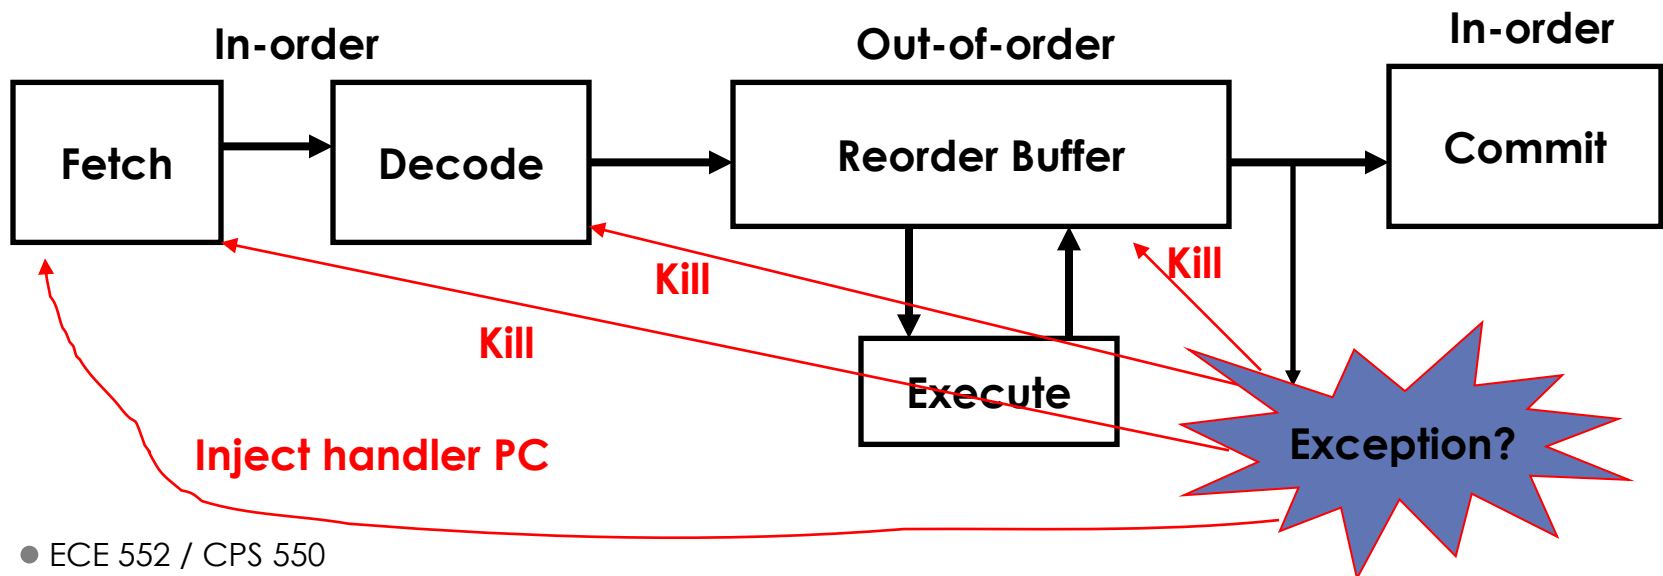 In-order
Out-of-order
In-order
Fetch
Decode
Reorder Buffer
Commit
Kill
Kill
Kill
Execute
Inject handler PC
Exception?
ECE 552 / CPS 550